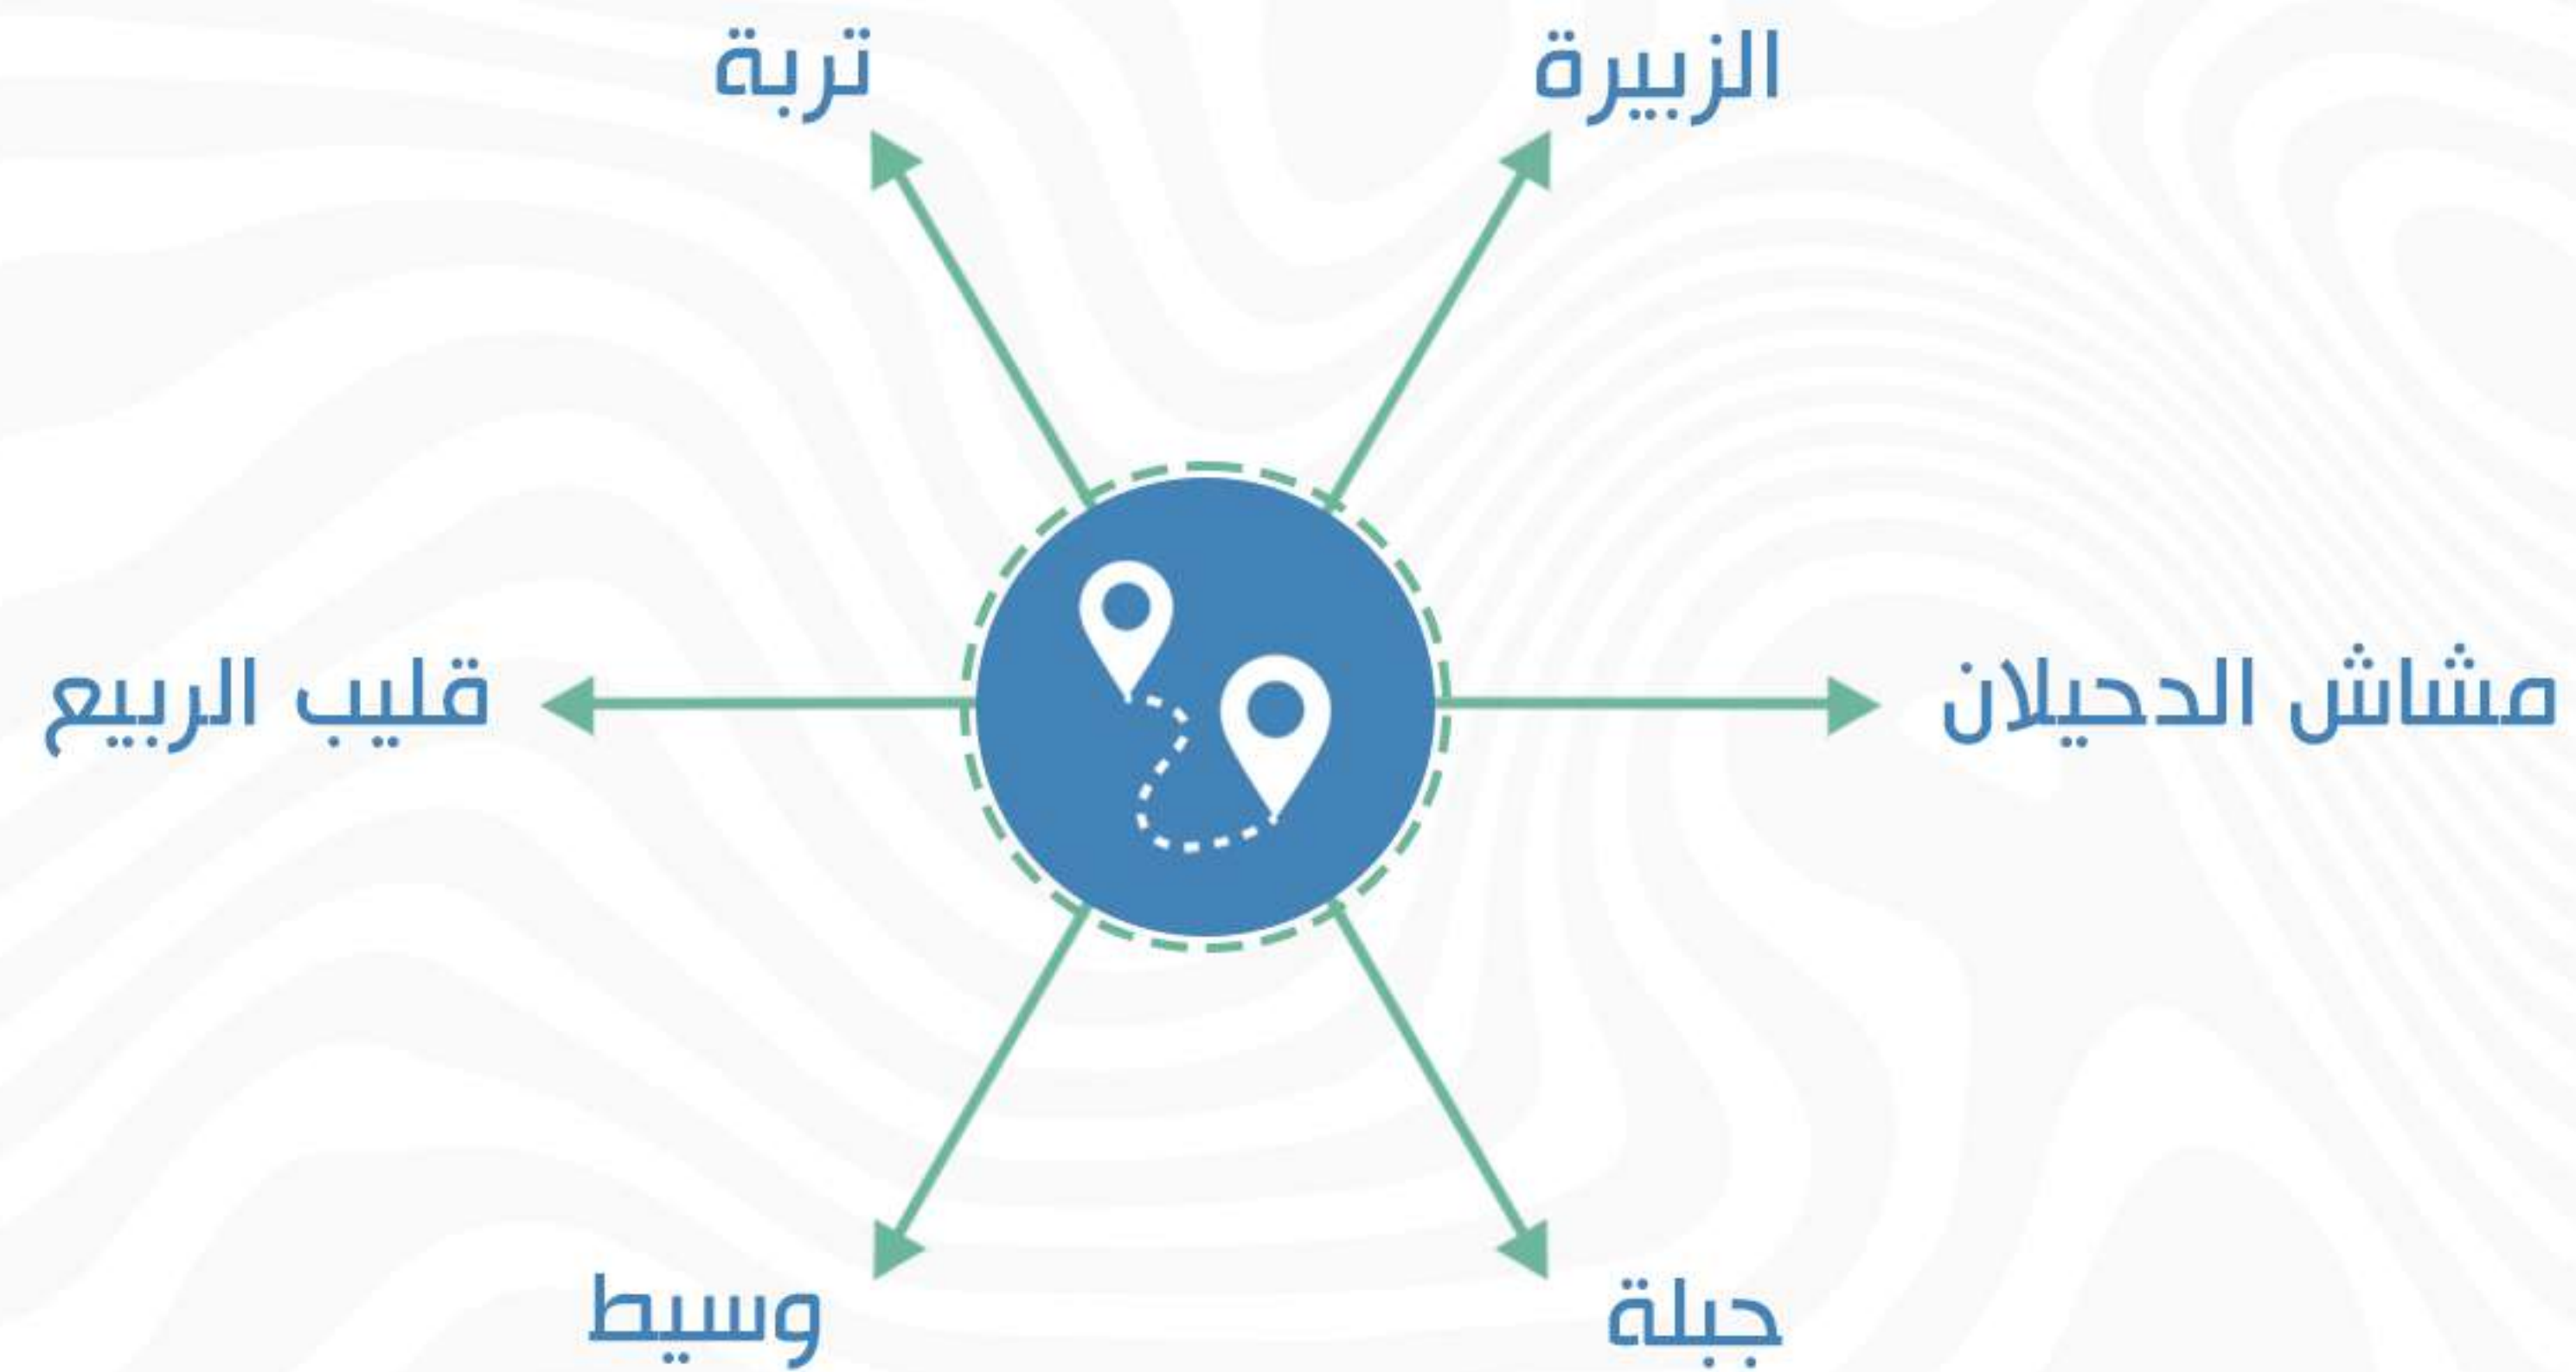 الزبيرة
تربة
مشاش الدحيلان
قليب الربيع
جبلة
وسيط